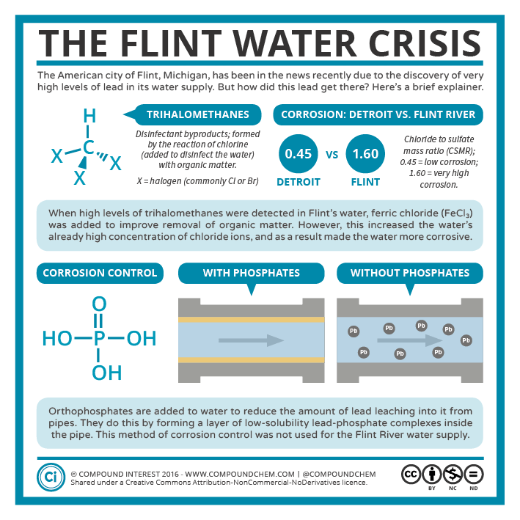 THE FLINT WATER CRISIS
The American city of Flint, Michigan, has been in the news recently due to the discovery of very
high levels of lead in its water supply. But how did this lead get there? Here's a brief explainer.
TRIHALOMETHANES
H
C
X
X
X
Disinfectant byproducts; formed
by the reaction of chlorine
(added to disinfect the water)
with organic matter.
X = halogen (commonly Cl or Br)
CORROSION: DETROIT VS. FLINT RIVER
0.45 VS 1.60
DETROIT FLINT
Chloride to sulfate
mass ratio (CSMR);
0.45 = low corrosion;
1.60 = very high
corrosion.
When high levels of trihalomethanes were detected in Flint's water, ferric chloride (FeCl₃)
was added to improve removal of organic matter. However, this increased the water's
already high concentration of chloride ions, and as a result made the water more corrosive.
CORROSION CONTROL
O
HO P OH
OH
WITH PHOSPHATES
WITHOUT PHOSPHATES
Pb Pb Pb Pb Pb
Pb Pb Pb
Orthophosphates are added to water to reduce the amount of lead leaching into it from
pipes. They do this by forming a layer of low-solubility lead-phosphate complexes inside
the pipe. This method of corrosion control was not used for the Flint River water supply.
Ci
© COMPOUND INTEREST 2016 - WWW.COMPOUNDCHEM.COM | @COMPOUNDCHEM
Shared under a Creative Commons Attribution-NonCommercial-NoDerivatives licence.
cc
BY NC ND